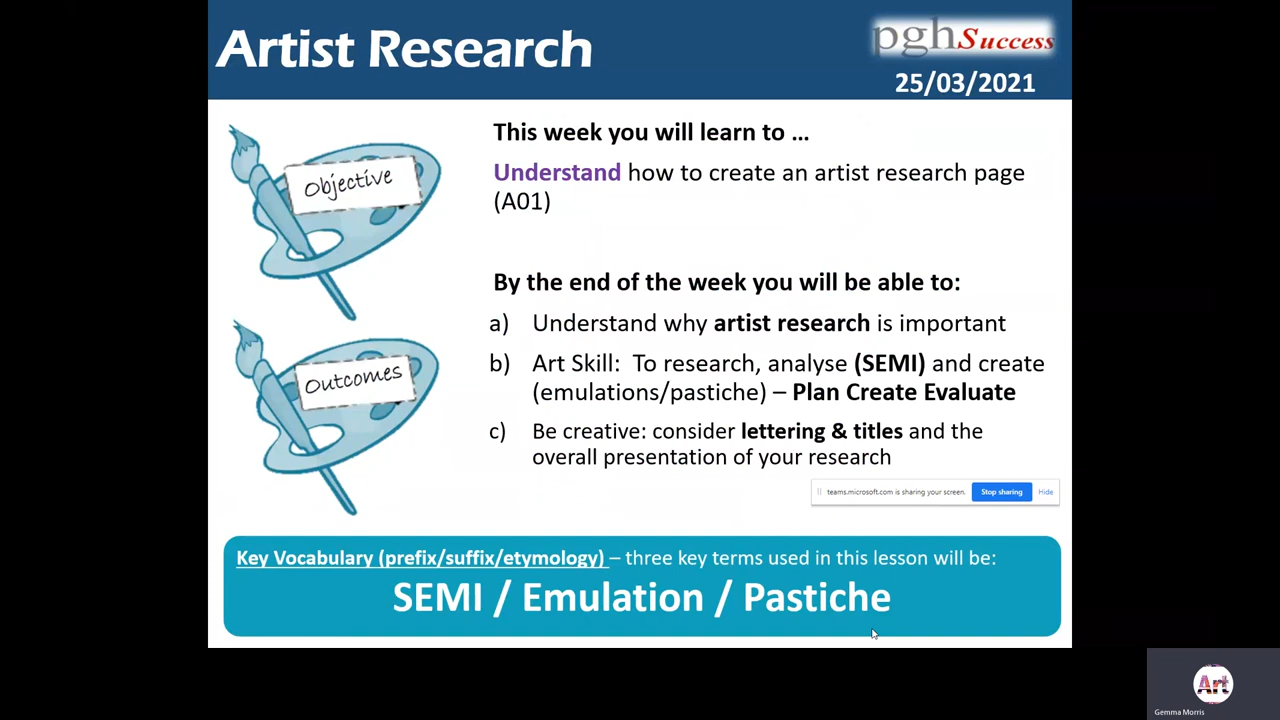 Artist Research
pghSuccess
25/03/2021
Objective
This week you will learn to ...
Understand how to create an artist research page
(A01)
Outcomes
By the end of the week you will be able to:
a) Understand why artist research is important
b) Art Skill: To research, analyse (SEMI) and create
(emulations/pastiche) – Plan Create Evaluate
c) Be creative: consider lettering & titles and the
overall presentation of your research
teams.microsoft.com is sharing your screen. Stop sharing Hide
Key Vocabulary (prefix/suffix/etymology) – three key terms used in this lesson will be:
SEMI / Emulation / Pastiche
Art
Gemma Morris